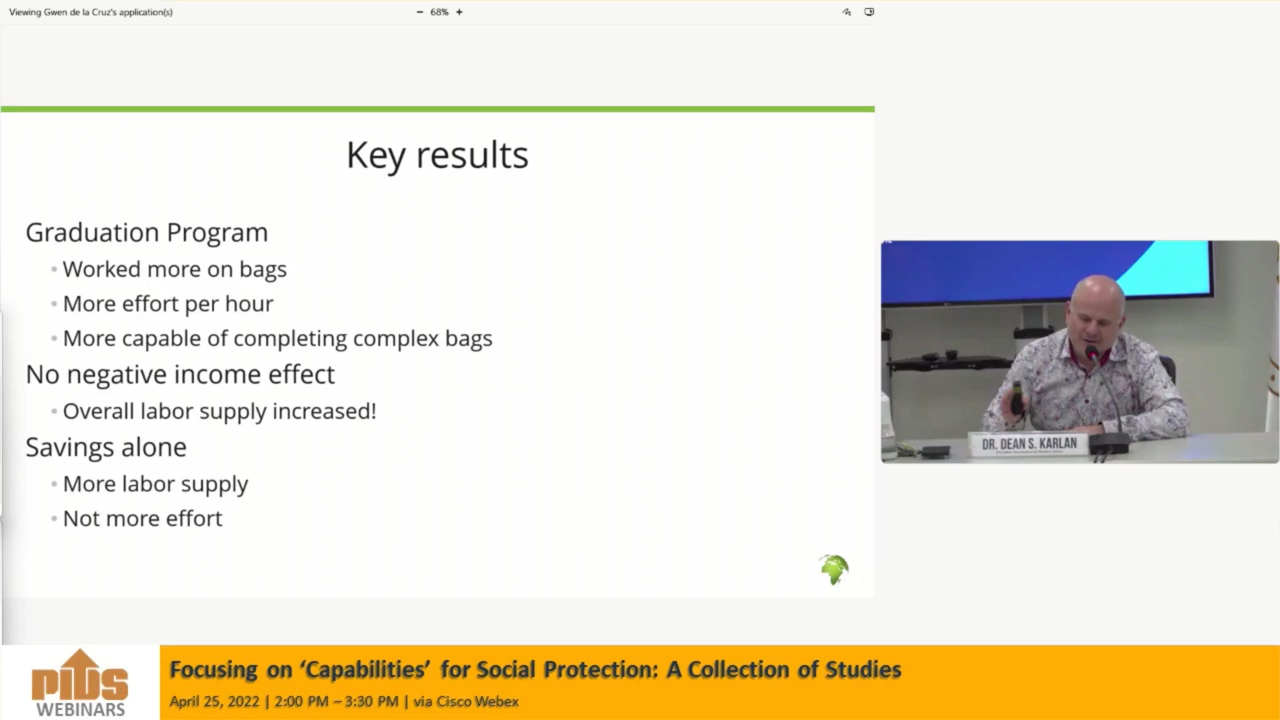 Viewing Gwen de la Cruz's application(s)
− 68% +
Key results
Graduation Program
• Worked more on bags
• More effort per hour
• More capable of completing complex bags
No negative income effect
• Overall labor supply increased!
Savings alone
• More labor supply
• Not more effort
DR. DEAN S. KARLAN
PIDS
WEBINARS
Focusing on ‘Capabilities’ for Social Protection: A Collection of Studies
April 25, 2022 | 2:00 PM – 3:30 PM | via Cisco Webex